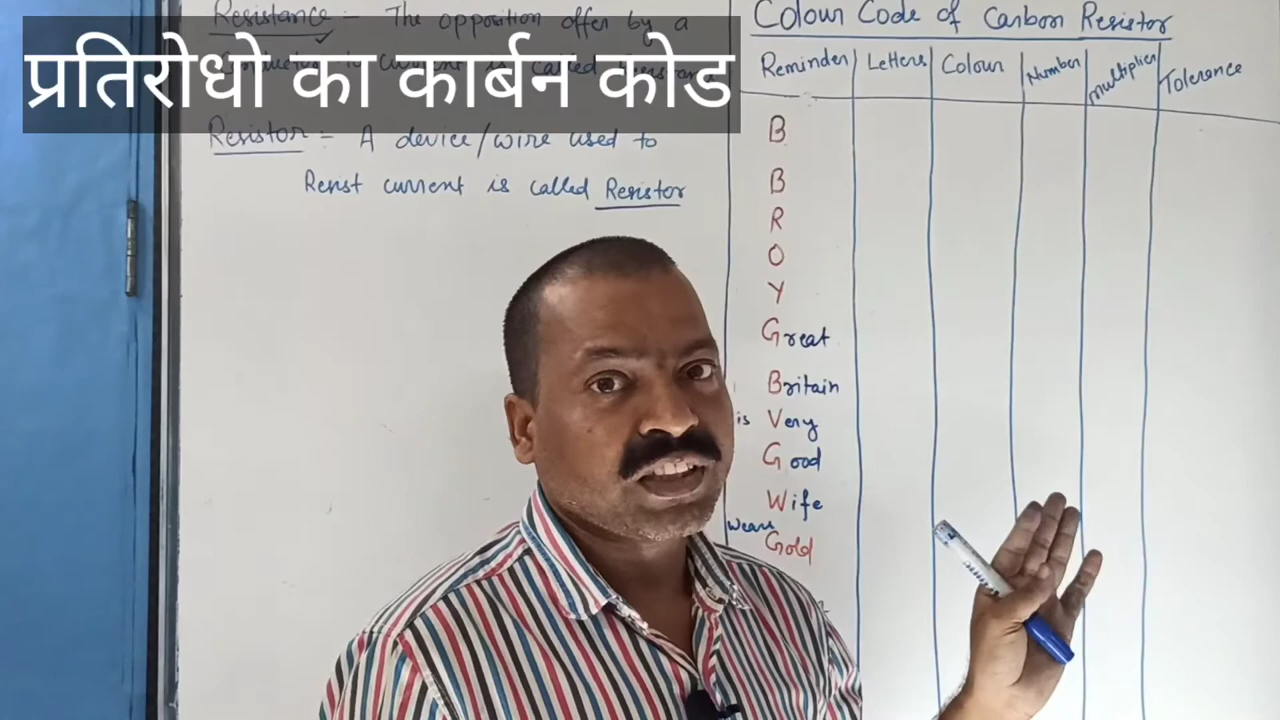 Resistance :- The opposition offer by a
प्रतिरोधो का कार्बन कोड
Resistor :- A device/wire used to
Resist current is called Resistor
Colour Code of Carbon Resistor
Reminder Letters Colour Number Multiplier Tolerance
B
B
R
O
Y
Great
Britain
is Very
Good
Wife
Wears
Gold